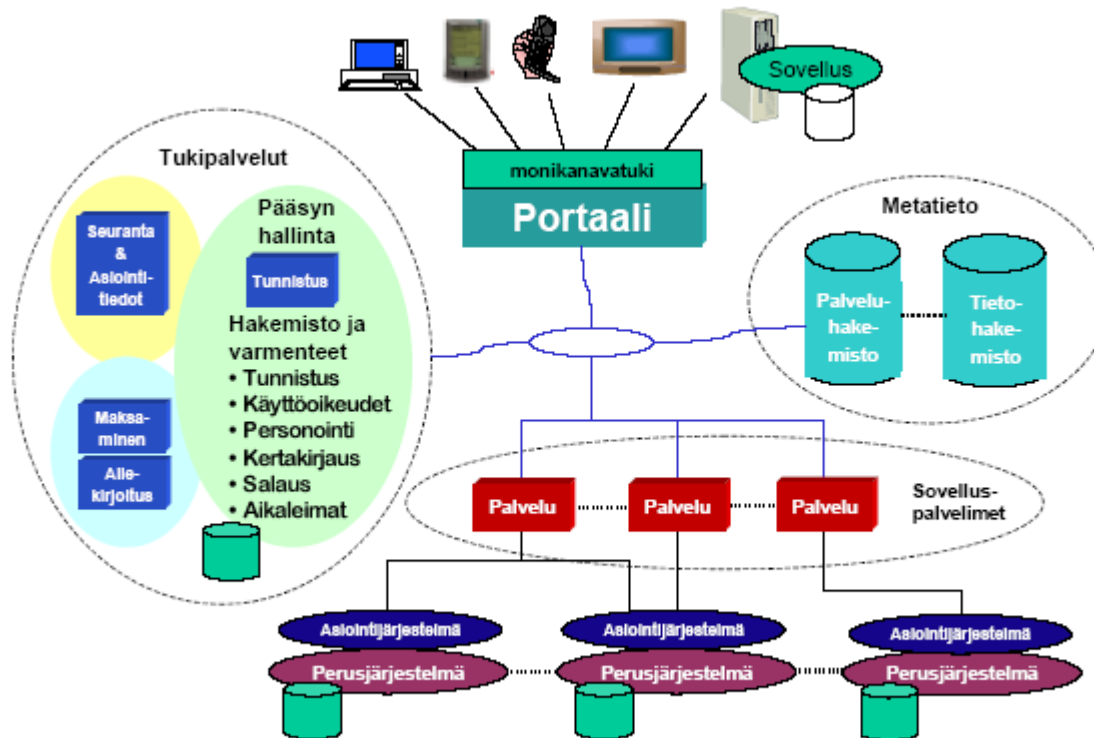 Sovellus
monikanavatuki
Portaali
Tukipalvelut
Seuranta
&
Asiointi-
tiedot
Pääsyn
hallinta
Tunnistus
Hakemisto ja
varmenteet
• Tunnistus
• Käyttöoikeudet
• Personointi
• Kertakirjaus
• Salaus
• Aikaleimat
Maksa-
minen
Alle-
kirjoitus
Metatieto
Palvelu-
hake-
misto
Tieto-
hake-
misto
Palvelu
Palvelu
Palvelu
Sovellus-
palvelimet
Asiointijärjestelmä
Asiointijärjestelmä
Asiointijärjestelmä
Perusjärjestelmä
Perusjärjestelmä
Perusjärjestelmä